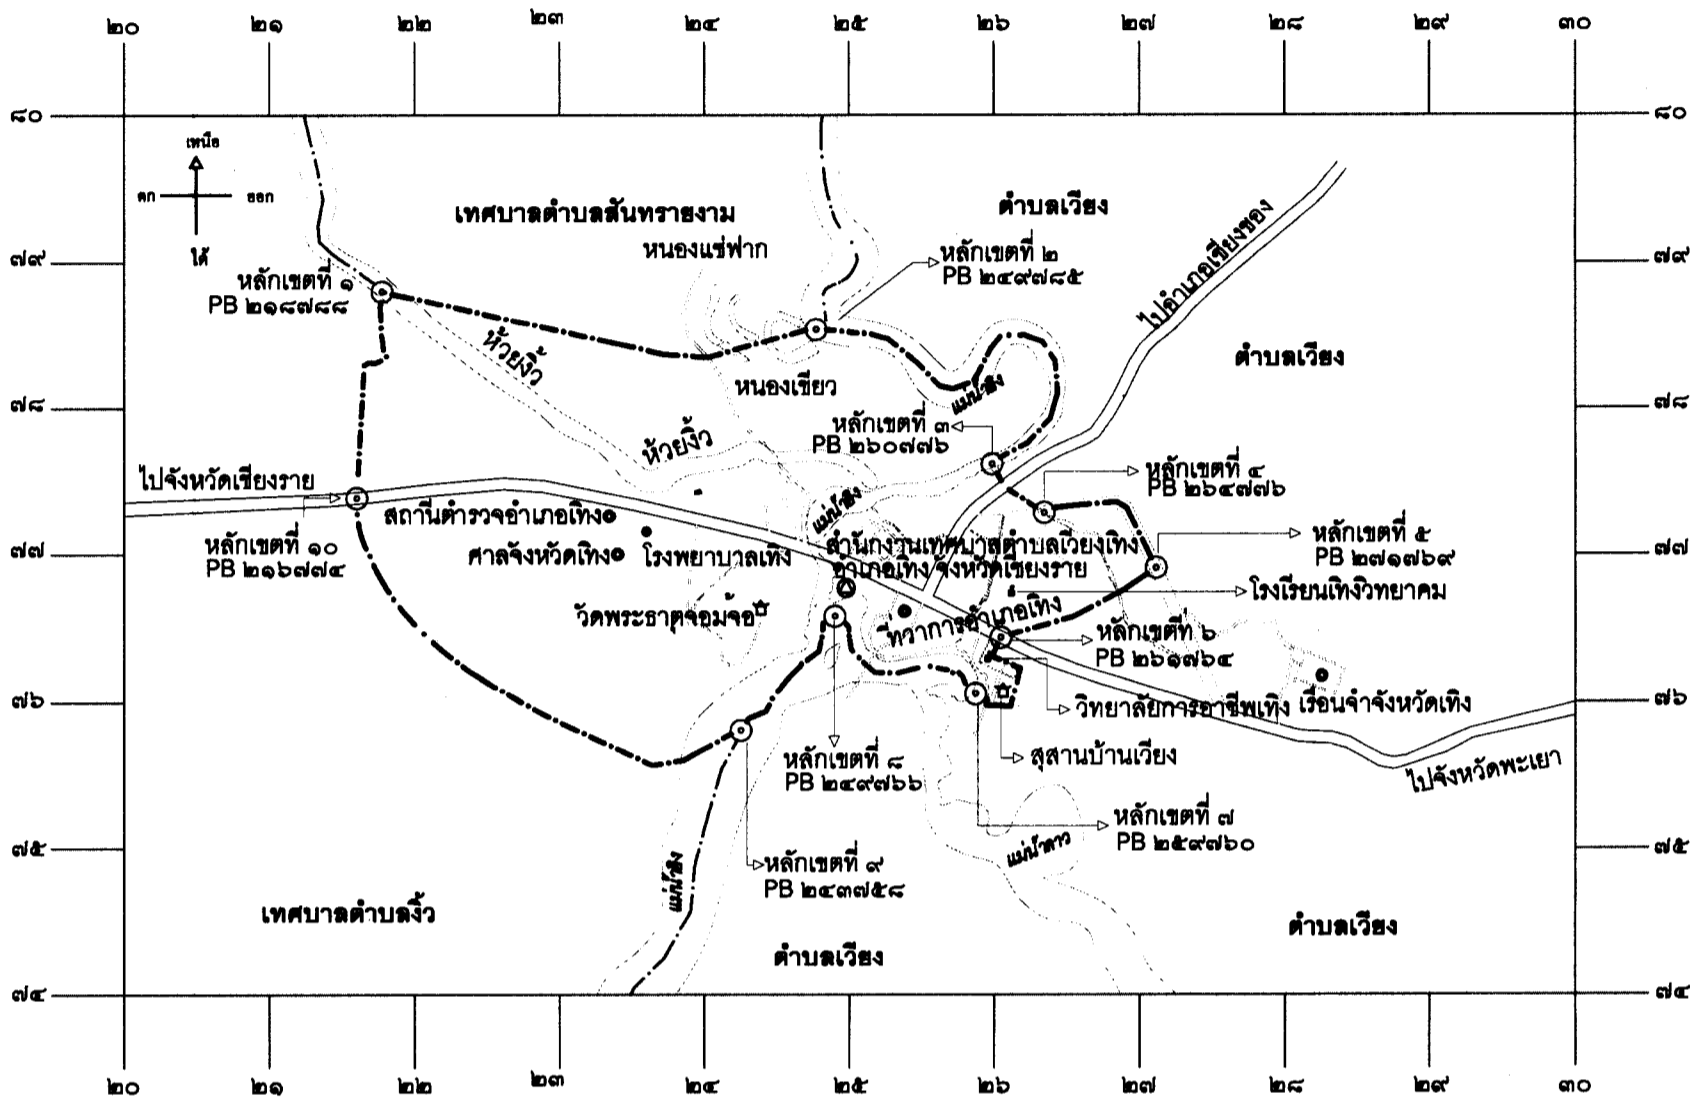 ๒๐ ๒๑ ๒๒ ๒๓ ๒๔ ๒๕ ๒๖ ๒๗ ๒๘ ๒๙ ๓๐
๘๐ ๘๐
เหนือ
ตก ออก
ใต้
เทศบาลตำบลสันทรายงาม
ตำบลเวียง
ไปอำเภอเชียงของ
หนองแช่ฟาก
หลักเขตที่ ๒
PB ๒๔๙๗๘๕
๗๙ ๗๙
หลักเขตที่ ๑
PB ๒๑๘๗๘๘
ห้วยงิ้ว
ตำบลเวียง
หนองเขียว
แม่น้ำอิง
๗๘ ๗๘
หลักเขตที่ ๓
PB ๒๖๐๗๗๖
ห้วยงิ้ว
ไปจังหวัดเชียงราย
หลักเขตที่ ๔
PB ๒๖๔๗๗๖
แม่น้ำอิง
สถานีตำรวจอำเภอเทิง
หลักเขตที่ ๑๐
PB ๒๑๖๗๗๔
ศาลจังหวัดเทิง
โรงพยาบาลเทิง
สำนักงานเทศบาลตำบลเวียงเทิง
อำเภอเทิง จังหวัดเชียงราย
หลักเขตที่ ๕
PB ๒๗๑๗๖๙
๗๗ ๗๗
โรงเรียนเทิงวิทยาคม
วัดพระธาตุจอมจ้อ
ที่ว่าการอำเภอเทิง
หลักเขตที่ ๖
PB ๒๖๑๗๖๔
๗๖ ๗๖
วิทยาลัยการอาชีพเทิง
เรือนจำจังหวัดเทิง
หลักเขตที่ ๘
PB ๒๔๙๗๖๖
สุสานบ้านเวียง
ไปจังหวัดพะเยา
หลักเขตที่ ๗
PB ๒๕๙๗๖๐
๗๕ ๗๕
แม่น้ำลาว
หลักเขตที่ ๙
PB ๒๔๓๗๕๘
แม่น้ำอิง
เทศบาลตำบลงิ้ว
ตำบลเวียง
ตำบลเวียง
๗๔ ๗๔
๒๐ ๒๑ ๒๒ ๒๓ ๒๔ ๒๕ ๒๖ ๒๗ ๒๘ ๒๙ ๓๐